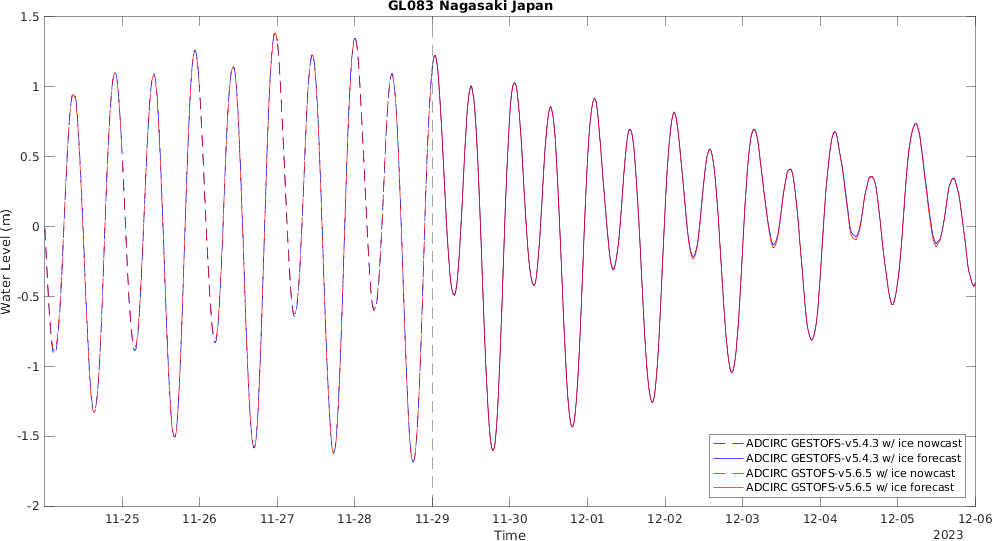 GL083 Nagasaki Japan
1.5
1
0.5
0
-0.5
-1
-1.5
-2
Water Level (m)
ADCIRC GESTOFS-v5.4.3 w/ ice nowcast
ADCIRC GESTOFS-v5.4.3 w/ ice forecast
ADCIRC GSTOFS-v5.6.5 w/ ice nowcast
ADCIRC GSTOFS-v5.6.5 w/ ice forecast
11-25 11-26 11-27 11-28 11-29 11-30 12-01 12-02 12-03 12-04 12-05 12-06
Time
2023